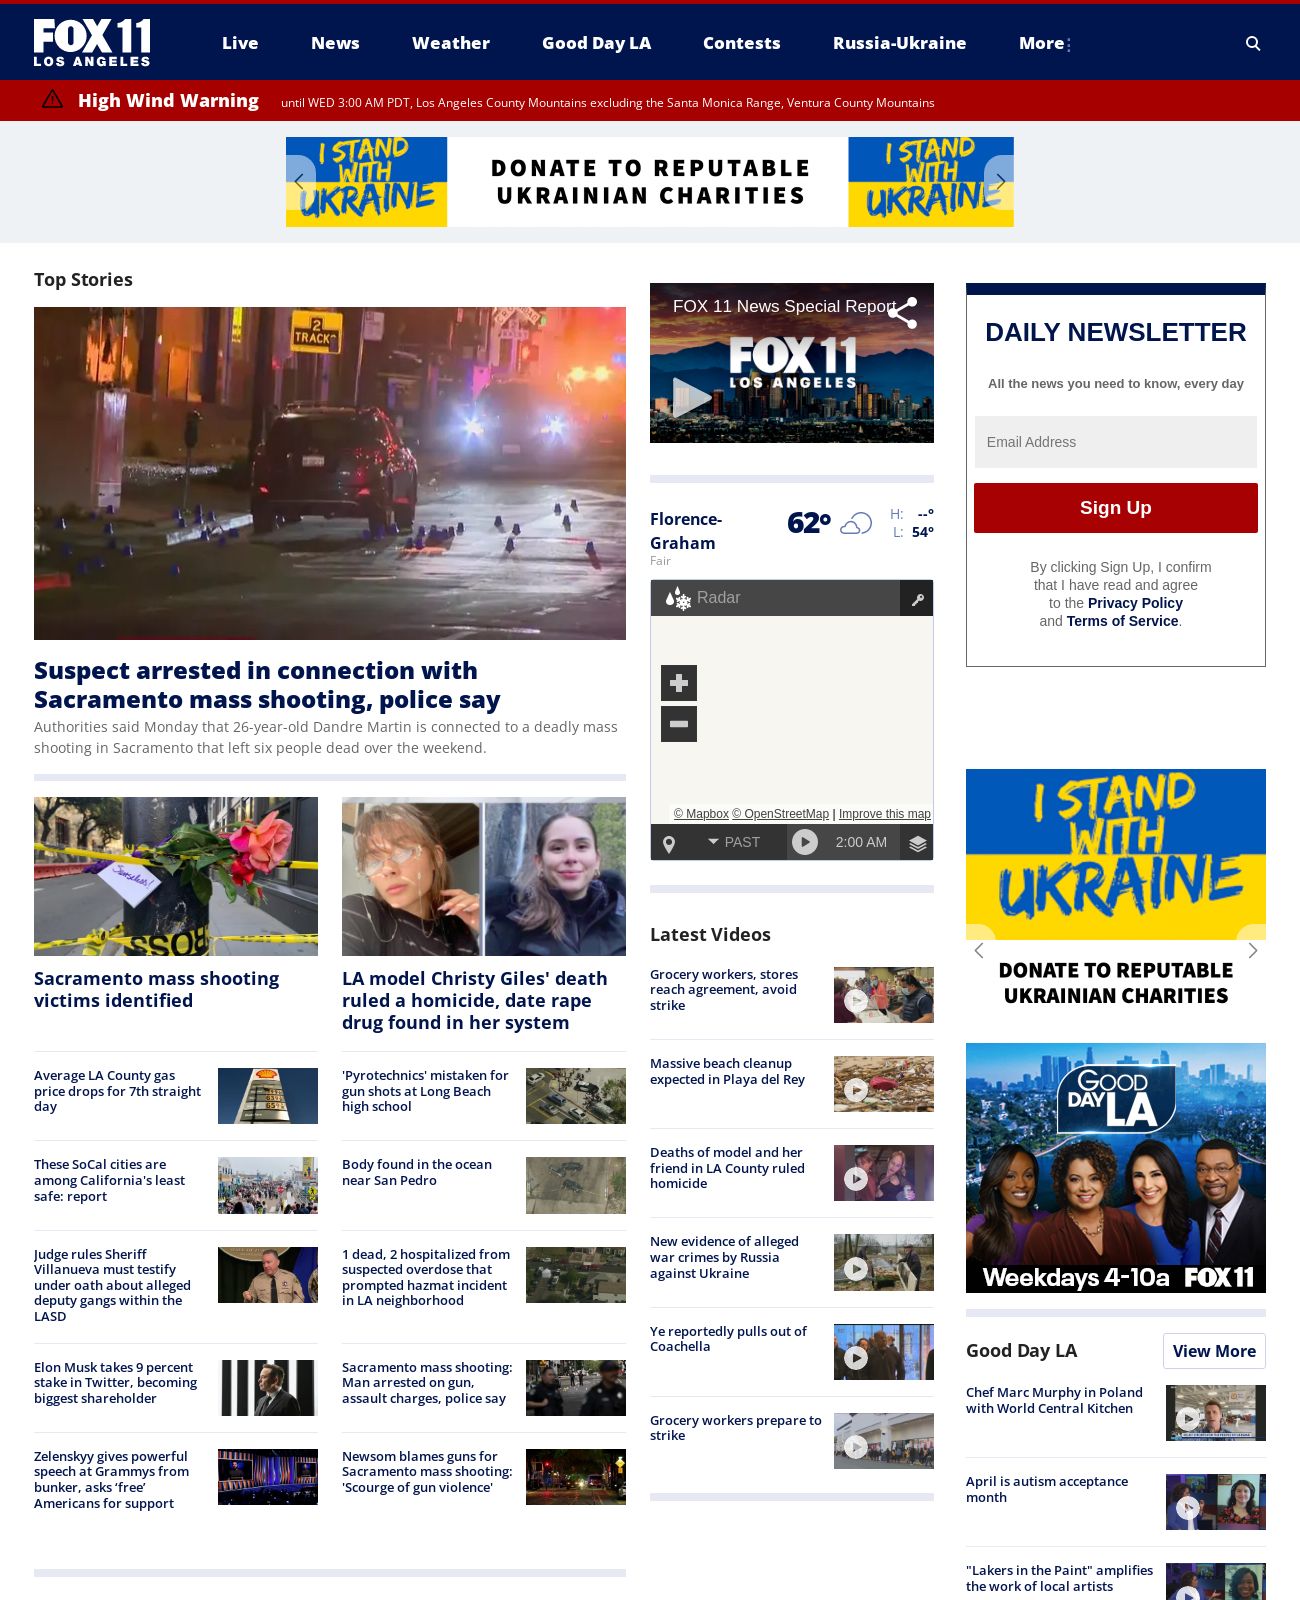 FOX 11
LOS ANGELES
Live
News
Weather
Good Day LA
Contests
Russia-Ukraine
More
High Wind Warning
until WED 3:00 AM PDT, Los Angeles County Mountains excluding the Santa Monica Range, Ventura County Mountains
I STAND
WITH
UKRAINE
DONATE TO REPUTABLE
UKRAINIAN CHARITIES
I STAND
WITH
UKRAINE
Top Stories
2
TRACKS
Suspect arrested in connection with
Sacramento mass shooting, police say
Authorities said Monday that 26-year-old Dandre Martin is connected to a deadly mass
shooting in Sacramento that left six people dead over the weekend.
Sacramento mass shooting
victims identified
LA model Christy Giles' death
ruled a homicide, date rape
drug found in her system
Average LA County gas
price drops for 7th straight
day
'Pyrotechnics' mistaken for
gun shots at Long Beach
high school
These SoCal cities are
among California's least
safe: report
Body found in the ocean
near San Pedro
Judge rules Sheriff
Villanueva must testify
under oath about alleged
deputy gangs within the
LASD
1 dead, 2 hospitalized from
suspected overdose that
prompted hazmat incident
in LA neighborhood
Elon Musk takes 9 percent
stake in Twitter, becoming
biggest shareholder
Sacramento mass shooting:
Man arrested on gun,
assault charges, police say
Zelenskyy gives powerful
speech at Grammys from
bunker, asks ‘free’
Americans for support
Newsom blames guns for
Sacramento mass shooting:
'Scourge of gun violence'
FOX 11 News Special Report
FOX 11
LOS ANGELES
Florence-
Graham
Fair
62°
H: --°
L: 54°
Radar
© Mapbox © OpenStreetMap | Improve this map
PAST
2:00 AM
Latest Videos
Grocery workers, stores
reach agreement, avoid
strike
Massive beach cleanup
expected in Playa del Rey
Deaths of model and her
friend in LA County ruled
homicide
New evidence of alleged
war crimes by Russia
against Ukraine
Ye reportedly pulls out of
Coachella
Grocery workers prepare to
strike
DAILY NEWSLETTER
All the news you need to know, every day
Email Address
Sign Up
By clicking Sign Up, I confirm
that I have read and agree
to the Privacy Policy
and Terms of Service.
I STAND
WITH
UKRAINE
DONATE TO REPUTABLE
UKRAINIAN CHARITIES
GOOD
DAY LA
Weekdays 4-10a FOX 11
Good Day LA
View More
Chef Marc Murphy in Poland
with World Central Kitchen
April is autism acceptance
month
"Lakers in the Paint" amplifies
the work of local artists